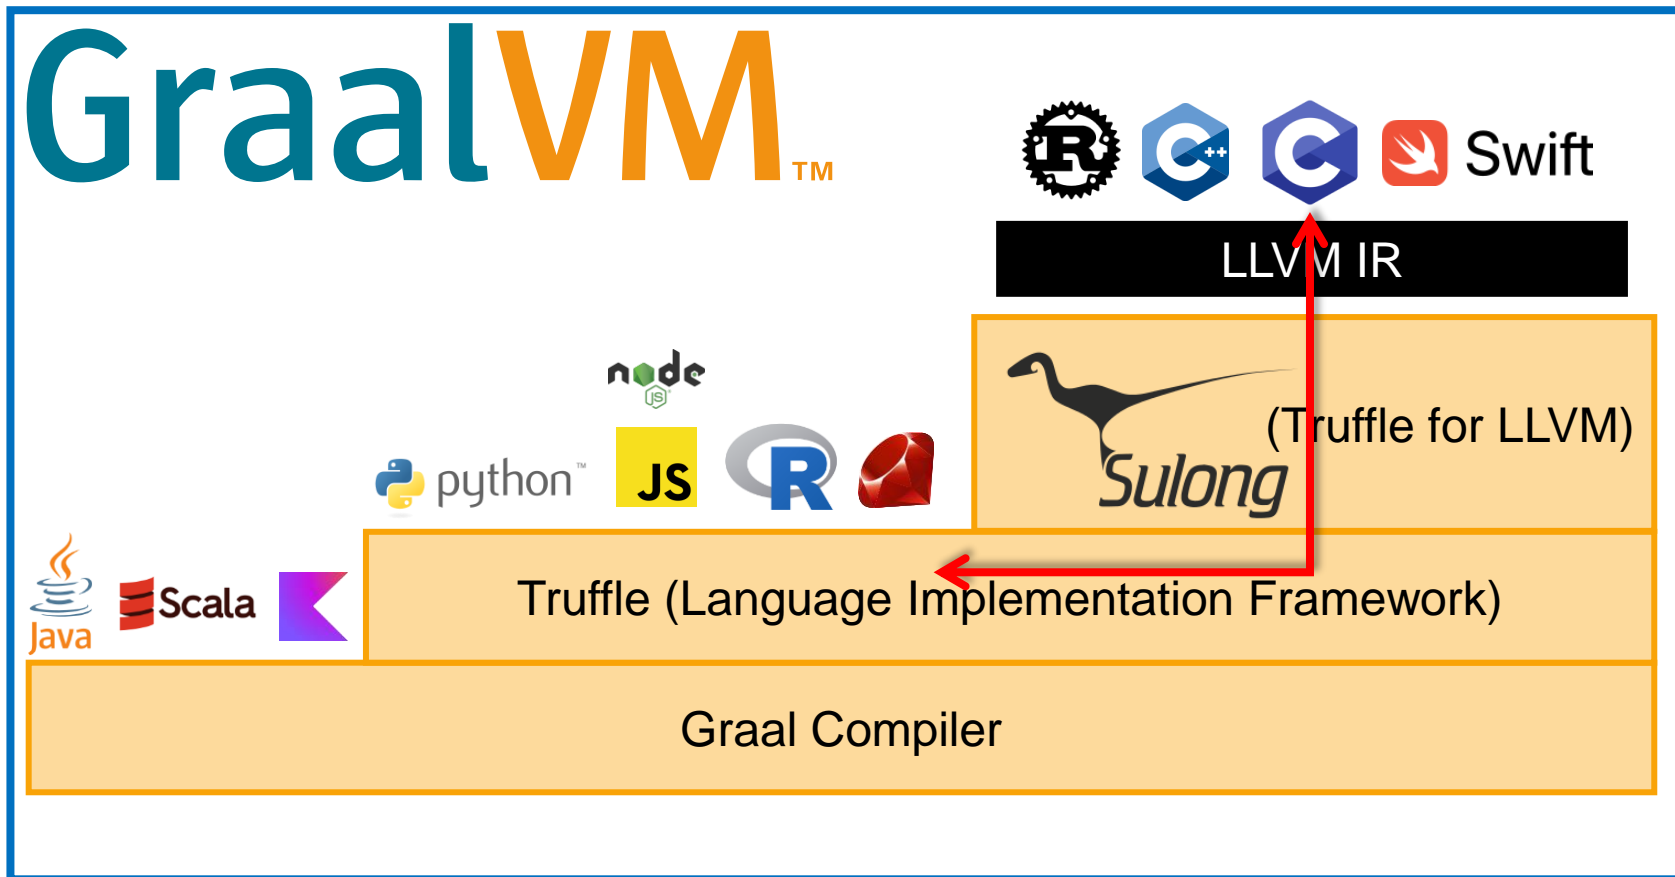 GraalVM™
R C++ C Swift
LLVM IR
node
JS
(Truffle for LLVM)
python™ JS R Sulong
Java Scala
Truffle (Language Implementation Framework)
Graal Compiler